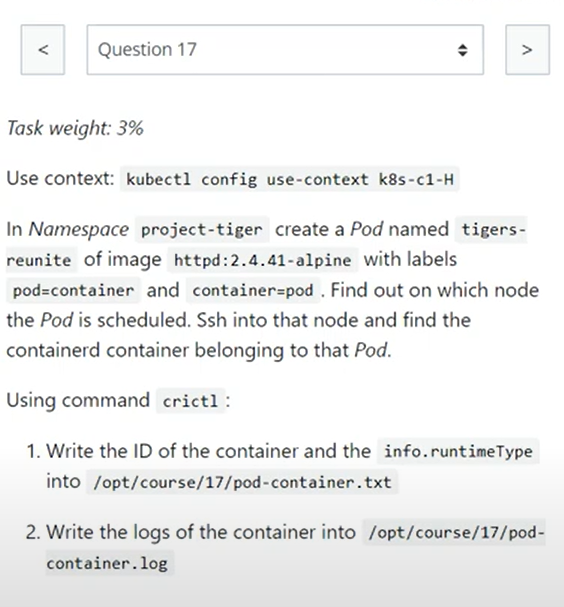 < Question 17 >
Task weight: 3%
Use context: kubectl config use-context k8s-c1-H
In Namespace project-tiger create a Pod named tigers-
reunite of image httpd:2.4.41-alpine with labels
pod=container and container=pod . Find out on which node
the Pod is scheduled. Ssh into that node and find the
containerd container belonging to that Pod.
Using command crictl :
1. Write the ID of the container and the info.runtimeType
into /opt/course/17/pod-container.txt
2. Write the logs of the container into /opt/course/17/pod-
container.log